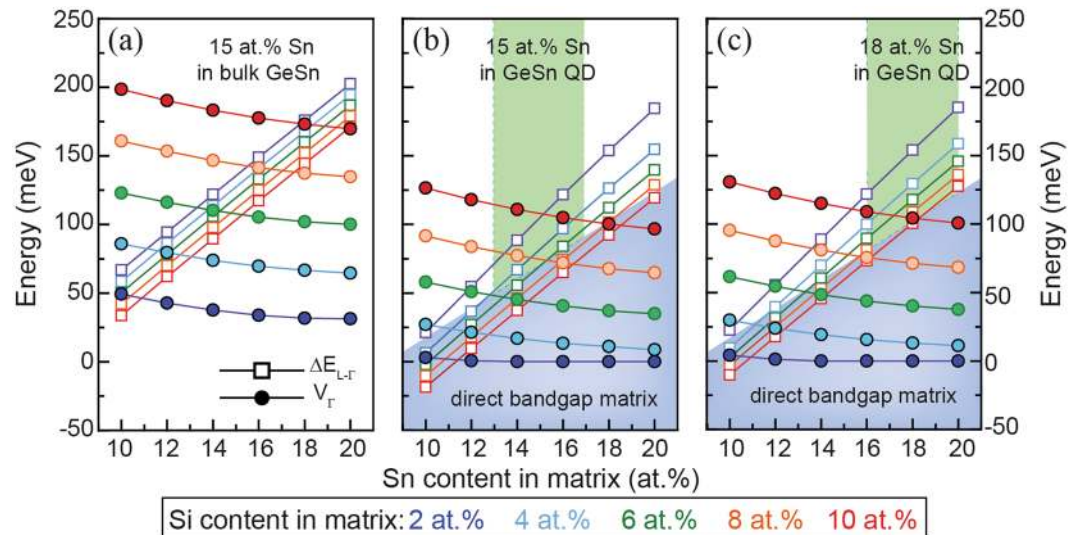 (a)
15 at.% Sn
in bulk GeSn
(b)
15 at.% Sn
in GeSn QD
(c)
18 at.% Sn
in GeSn QD
250
200
150
100
50
0
-50
Energy (meV)
ΔE L-Γ
V Γ
direct bandgap matrix
direct bandgap matrix
250
200
150
100
50
0
-50
Energy (meV)
10 12 14 16 18 20
10 12 14 16 18 20
10 12 14 16 18 20
Sn content in matrix (at.%)
Si content in matrix: 2 at.% 4 at.% 6 at.% 8 at.% 10 at.%